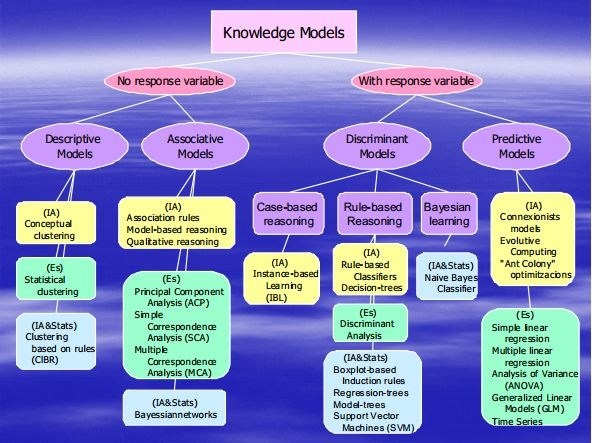 Knowledge Models
No response variable
With response variable
Descriptive
Models
Associative
Models
Discriminant
Models
Predictive
Models
(IA)
Conceptual
clustering
(Es)
Statistical
clustering
(IA&Stats)
Clustering
based on rules
(ClBR)
(IA)
Association rules
Model-based reasoning
Qualitative reasoning
(Es)
Principal Component
Analysis (ACP)
Simple
Correspondence
Analysis (SCA)
Multiple
Correspondence
Analysis (MCA)
(IA&Stats)
Bayessiannetworks
Case-based
reasoning
(IA)
Instance-based
Learning
(IBL)
Rule-based
Reasoning
(IA)
Rule-based
Classifiers
Decision-trees
(Es)
Discriminant
Analysis
(IA&Stats)
Boxplot-based
Induction rules
Regression-trees
Model-trees
Support Vector
Machines (SVM)
Bayesian
learning
(IA&Stats)
Naive Bayes
Classifier
(IA)
Connexionists
models
Evolutive
Computing
"Ant Colony"
optimitzacions
(Es)
Simple linear
regression
Multiple linear
regression
Analysis of Variance
(ANOVA)
Generalized Linear
Models (GLM)
Time Series